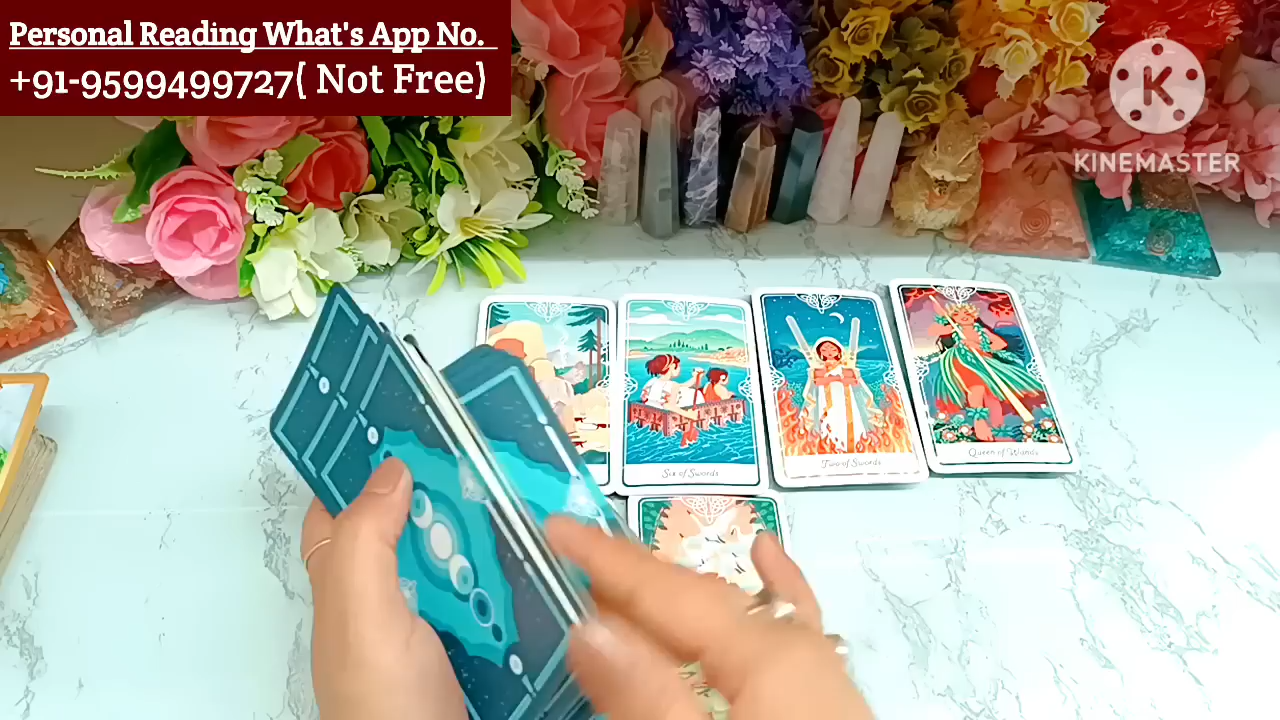 Personal Reading What's App No.
+91-9599499727( Not Free)
KINEMASTER
Six of Swords
Two of Swords
Queen of Wands